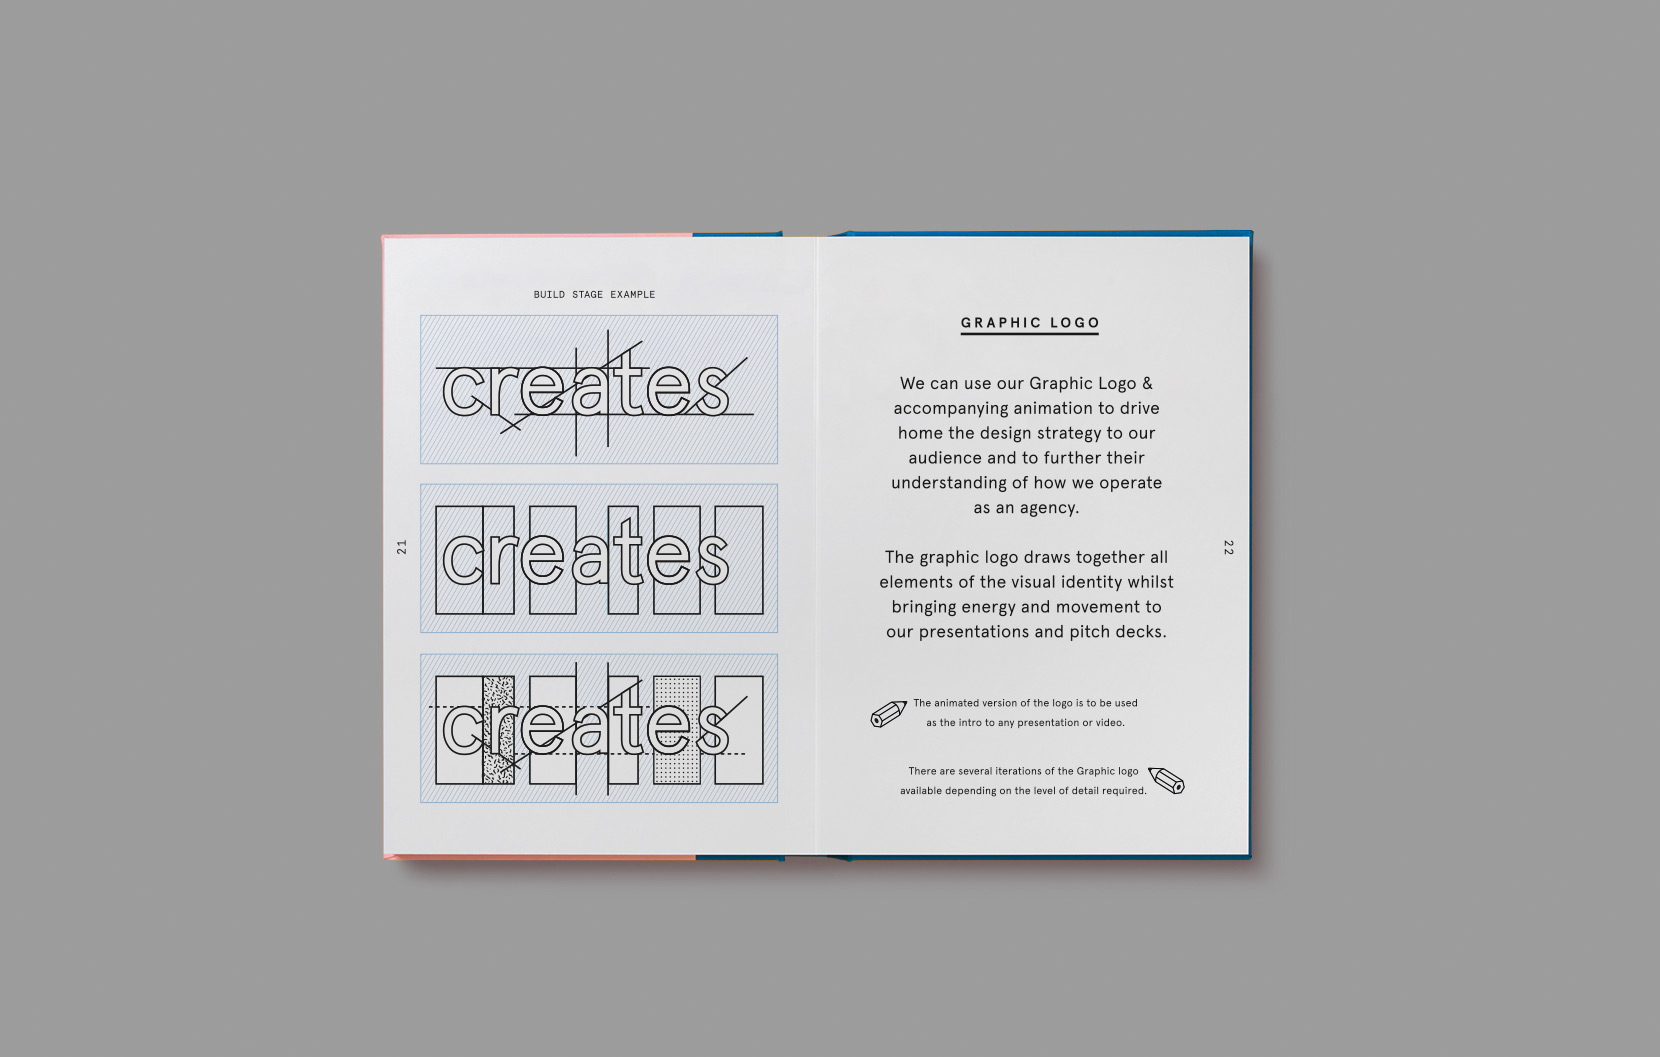 BUILD STAGE EXAMPLE
creates
creates
creates
21
GRAPHIC LOGO
We can use our Graphic Logo &
accompanying animation to drive
home the design strategy to our
audience and to further their
understanding of how we operate
as an agency.
The graphic logo draws together all
elements of the visual identity whilst
bringing energy and movement to
our presentations and pitch decks.
The animated version of the logo is to be used
as the intro to any presentation or video.
There are several iterations of the Graphic logo
available depending on the level of detail required.
22